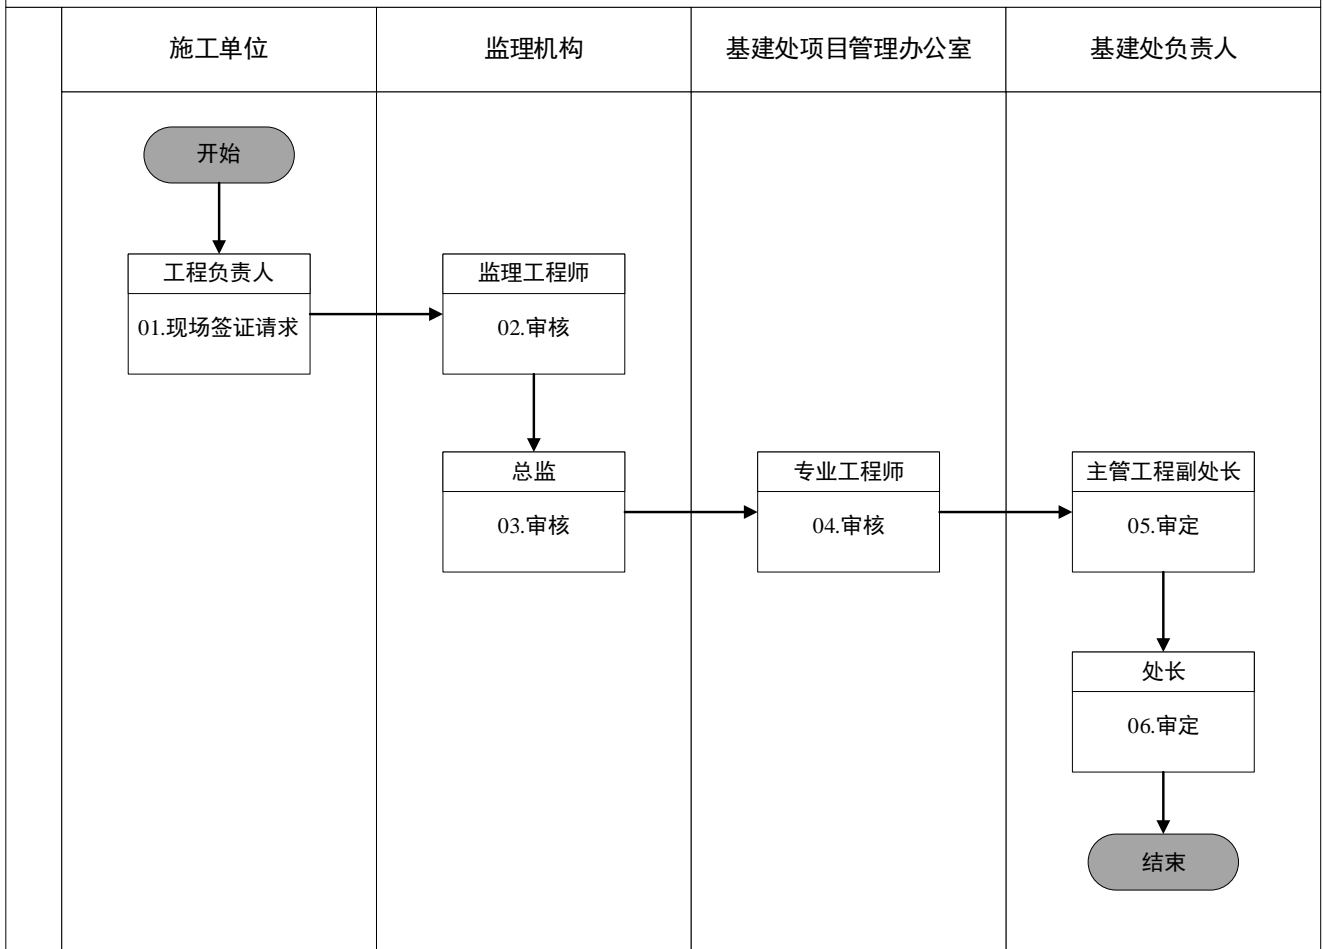 施工单位
监理机构
基建处项目管理办公室
基建处负责人
开始
工程负责人
01.现场签证请求
监理工程师
02.审核
总监
03.审核
专业工程师
04.审核
主管工程副处长
05.审定
处长
06.审定
结束